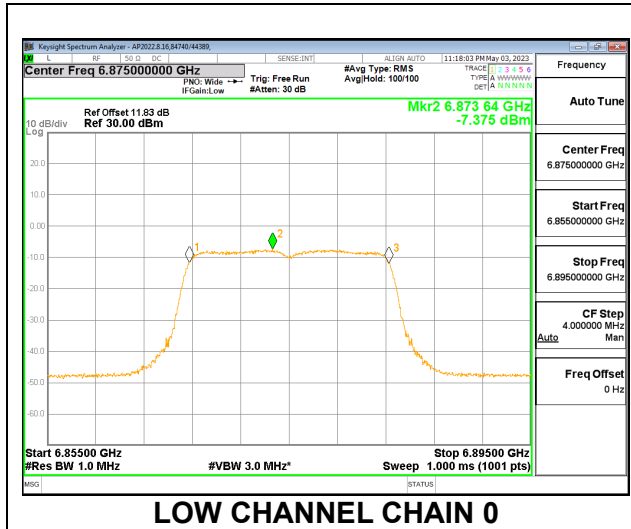 Keysight Spectrum Analyzer - AP2022.8.16,84740/44389,
L RF 50 Ω DC SENSE:INT ALIGN AUTO 11:18:03 PM May 03, 2023
Center Freq 6.875000000 GHz
PNO: Wide
IFGain:Low
Trig: Free Run
#Atten: 30 dB
#Avg Type: RMS
Avg|Hold: 100/100
TRACE 1 2 3 4 5 6
TYPE A WWWWW
DET A N N N N N
Frequency
Auto Tune
Center Freq
6.875000000 GHz
Start Freq
6.855000000 GHz
Stop Freq
6.895000000 GHz
CF Step
4.000000 MHz
Auto Man
Freq Offset
0 Hz
Mkr2 6.873 64 GHz
-7.375 dBm
Ref Offset 11.83 dB
10 dB/div Ref 30.00 dBm
Log
20.0
10.0
0.00
-10.0
-20.0
-30.0
-40.0
-50.0
-60.0
1
2
3
Start 6.85500 GHz Stop 6.89500 GHz
#Res BW 1.0 MHz #VBW 3.0 MHz* Sweep 1.000 ms (1001 pts)
MSG STATUS
LOW CHANNEL CHAIN 0